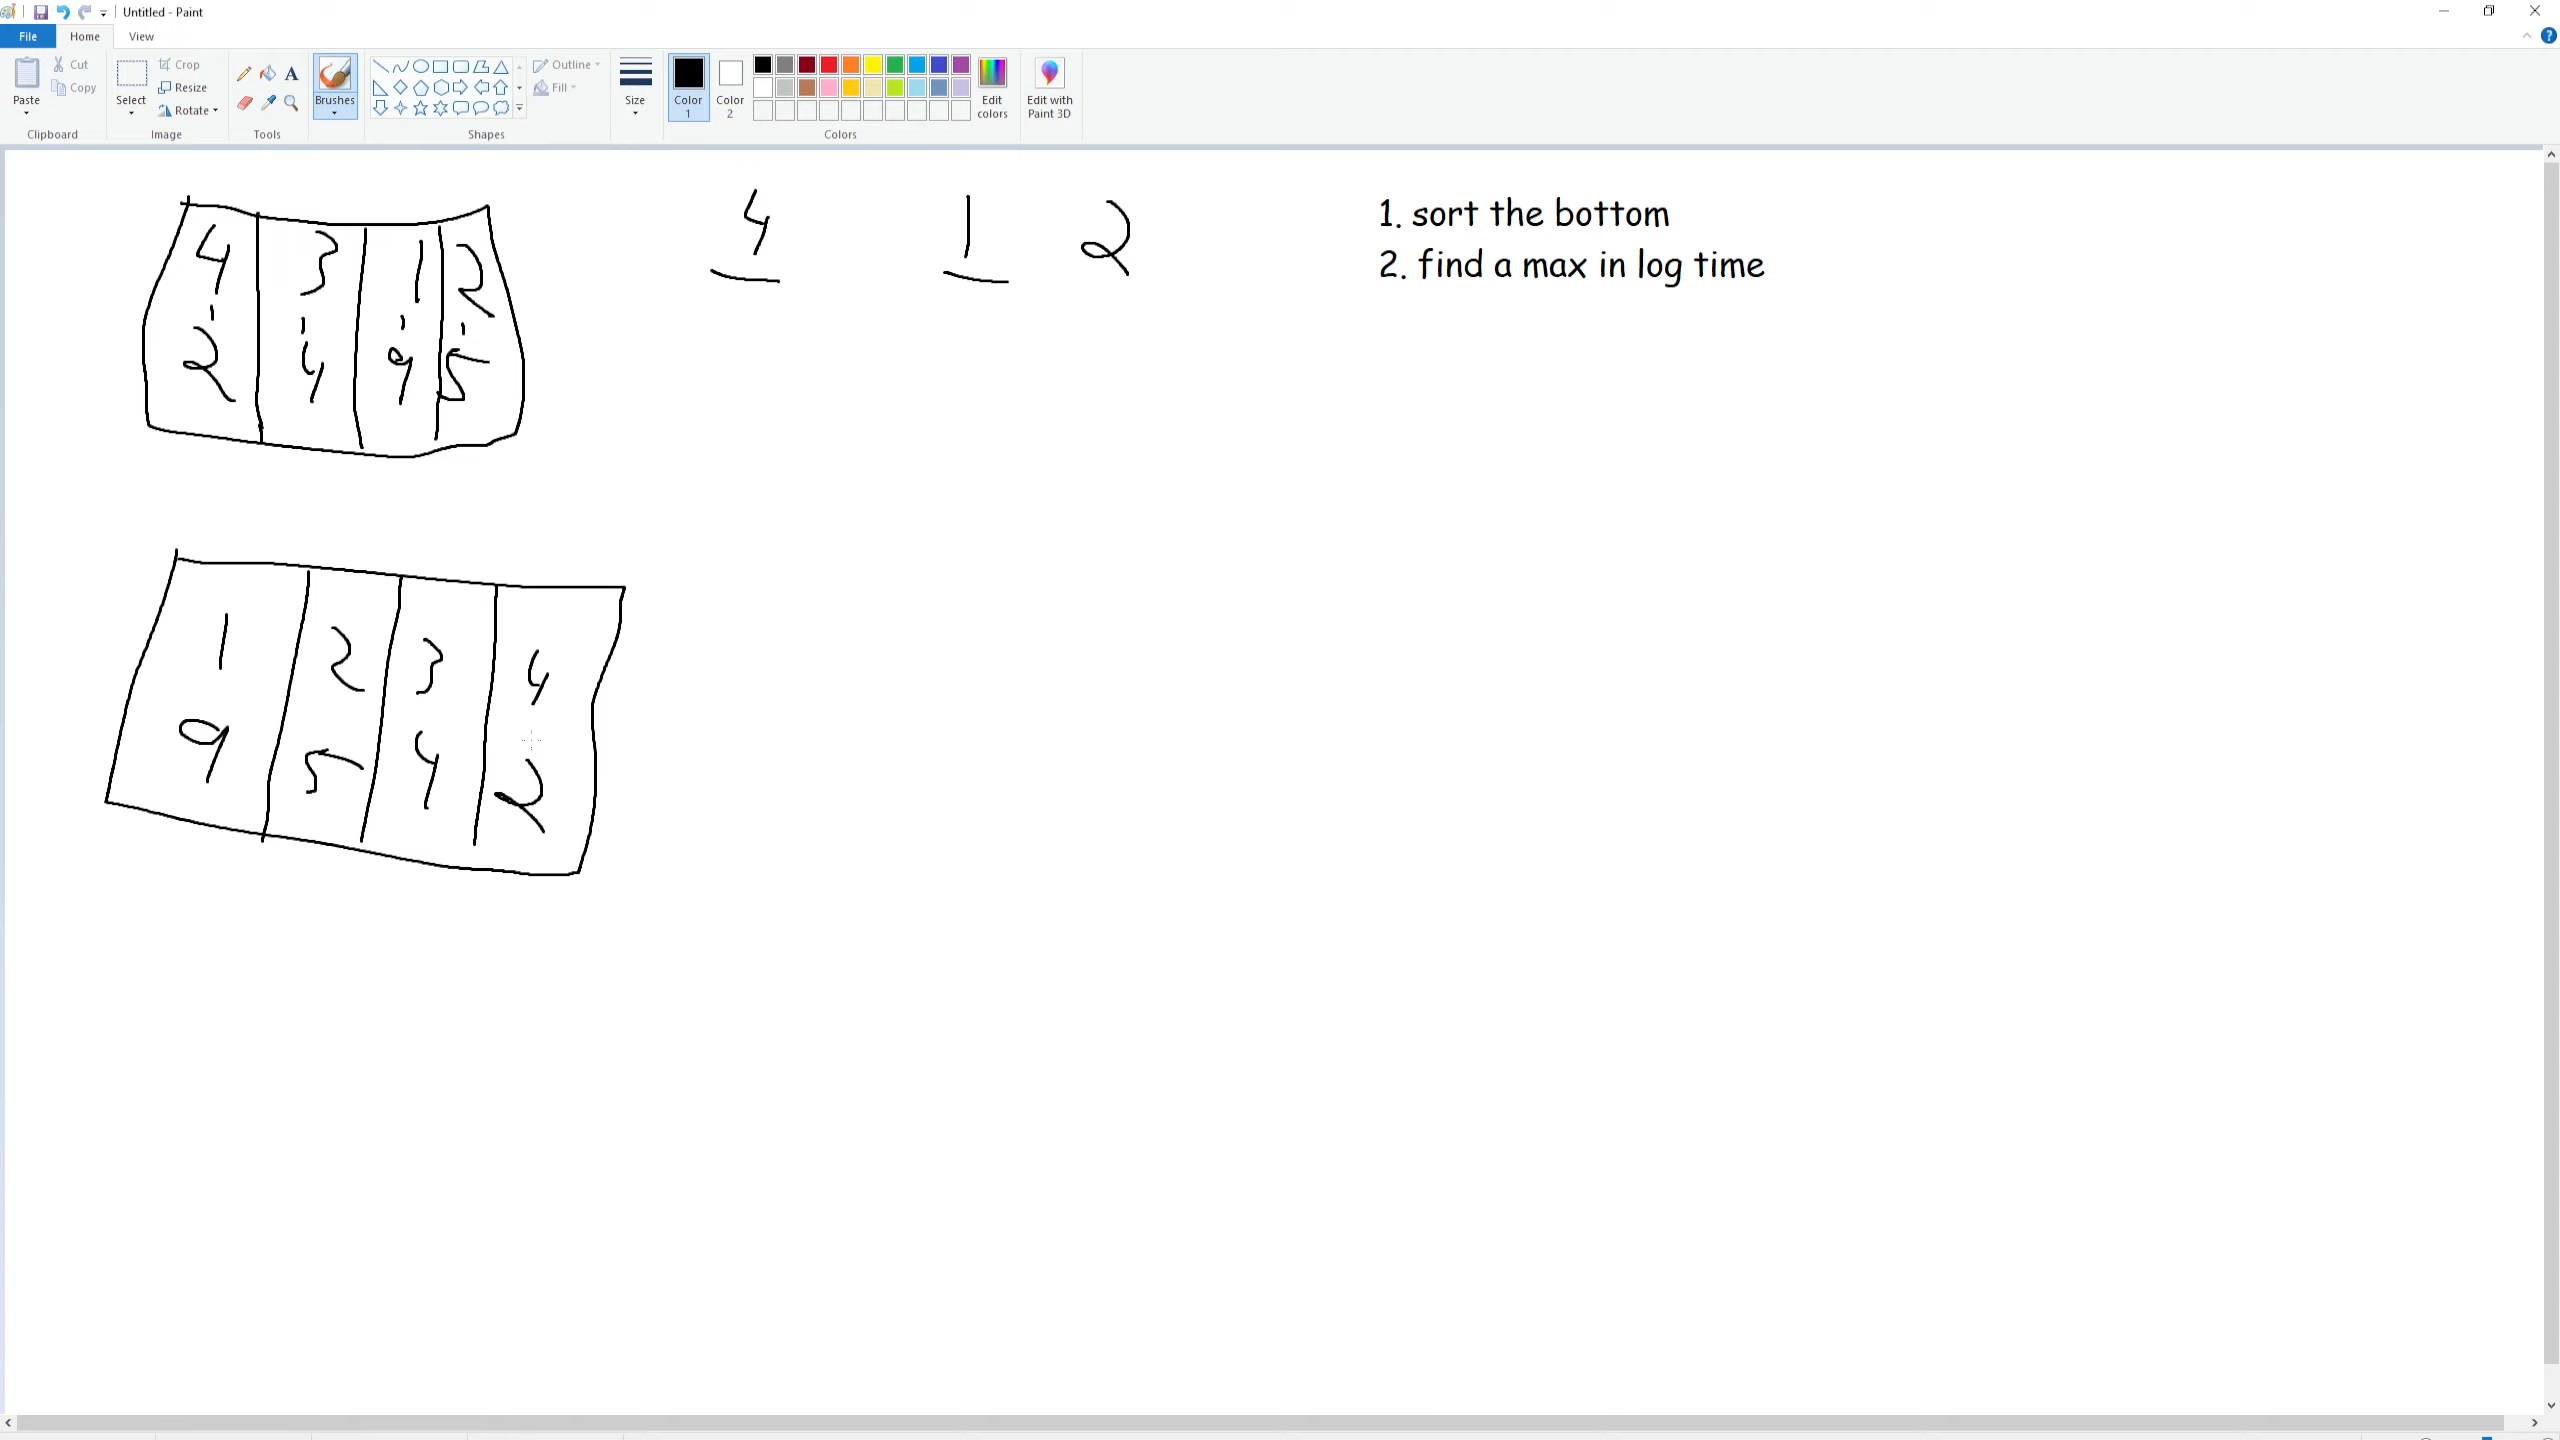 Untitled - Paint
File Home View
Paste
Cut
Copy
Clipboard
Select
Crop
Resize
Rotate
Image
A
Tools
Brushes
Outline
Fill
Shapes
Size
Color 1
Color 2
Edit colors
Colors
Edit with Paint 3D
4 3 1 2
2 4 9 5
4 1 2
1. sort the bottom
2. find a max in log time
1 2 3 4
9 5 4 2